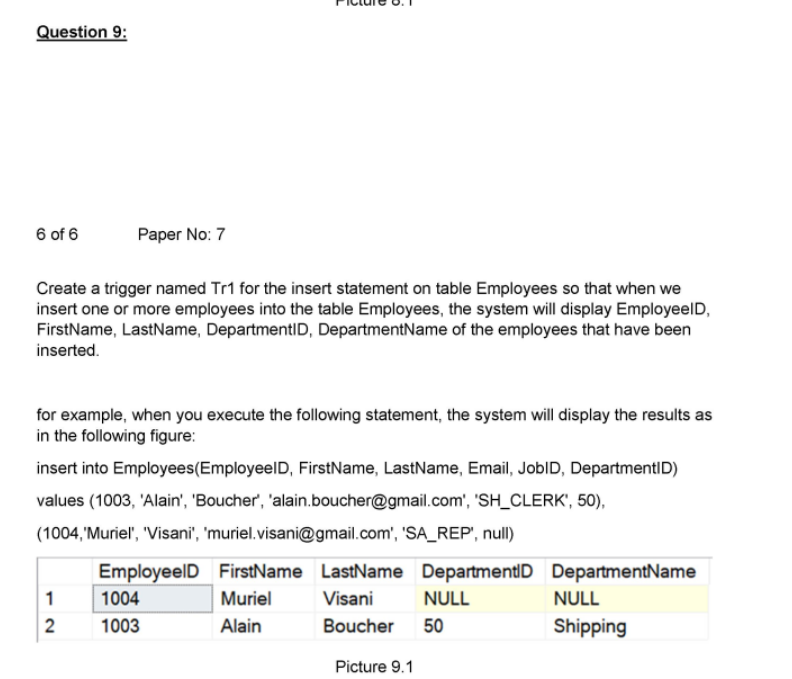 Picture 8.1
Question 9:
6 of 6 Paper No: 7
Create a trigger named Tr1 for the insert statement on table Employees so that when we
insert one or more employees into the table Employees, the system will display EmployeeID,
FirstName, LastName, DepartmentID, DepartmentName of the employees that have been
inserted.
for example, when you execute the following statement, the system will display the results as
in the following figure:
insert into Employees(EmployeeID, FirstName, LastName, Email, JobID, DepartmentID)
values (1003, 'Alain', 'Boucher', 'alain.boucher@gmail.com', 'SH_CLERK', 50),
(1004,'Muriel', 'Visani', 'muriel.visani@gmail.com', 'SA_REP', null)
EmployeeID FirstName LastName DepartmentID DepartmentName
1 1004 Muriel Visani NULL NULL
2 1003 Alain Boucher 50 Shipping
Picture 9.1